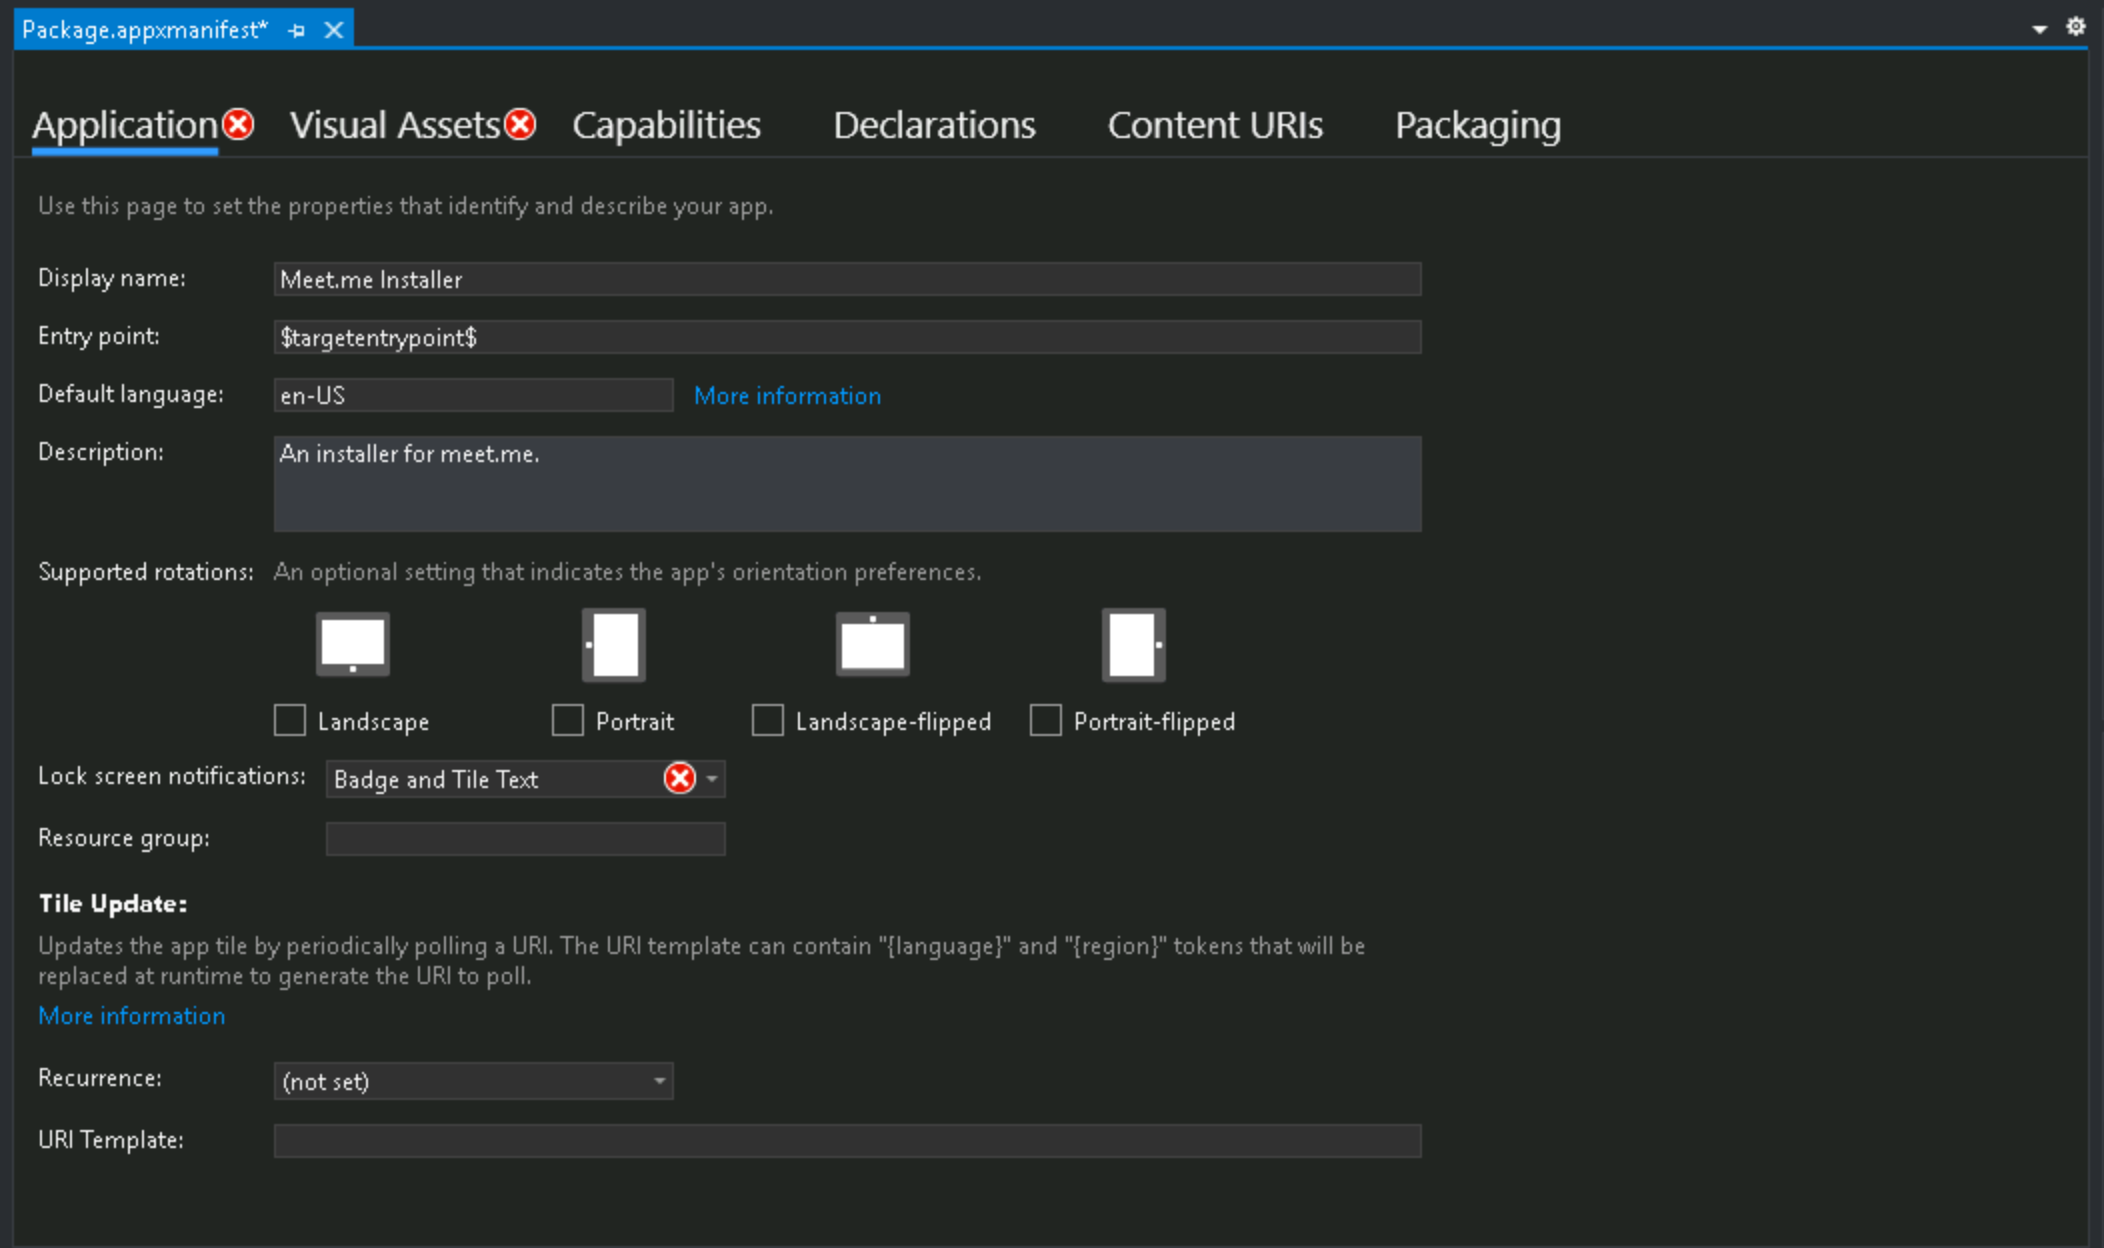 Package.appxmanifest*
Application Visual Assets Capabilities Declarations Content URIs Packaging
Use this page to set the properties that identify and describe your app.
Display name: Meet.me Installer
Entry point: $targetentrypoint$
Default language: en-US More information
Description: An installer for meet.me.
Supported rotations: An optional setting that indicates the app's orientation preferences.
Landscape Portrait Landscape-flipped Portrait-flipped
Lock screen notifications: Badge and Tile Text
Resource group:
Tile Update:
Updates the app tile by periodically polling a URI. The URI template can contain "{language}" and "{region}" tokens that will be
replaced at runtime to generate the URI to poll.
More information
Recurrence: (not set)
URI Template: